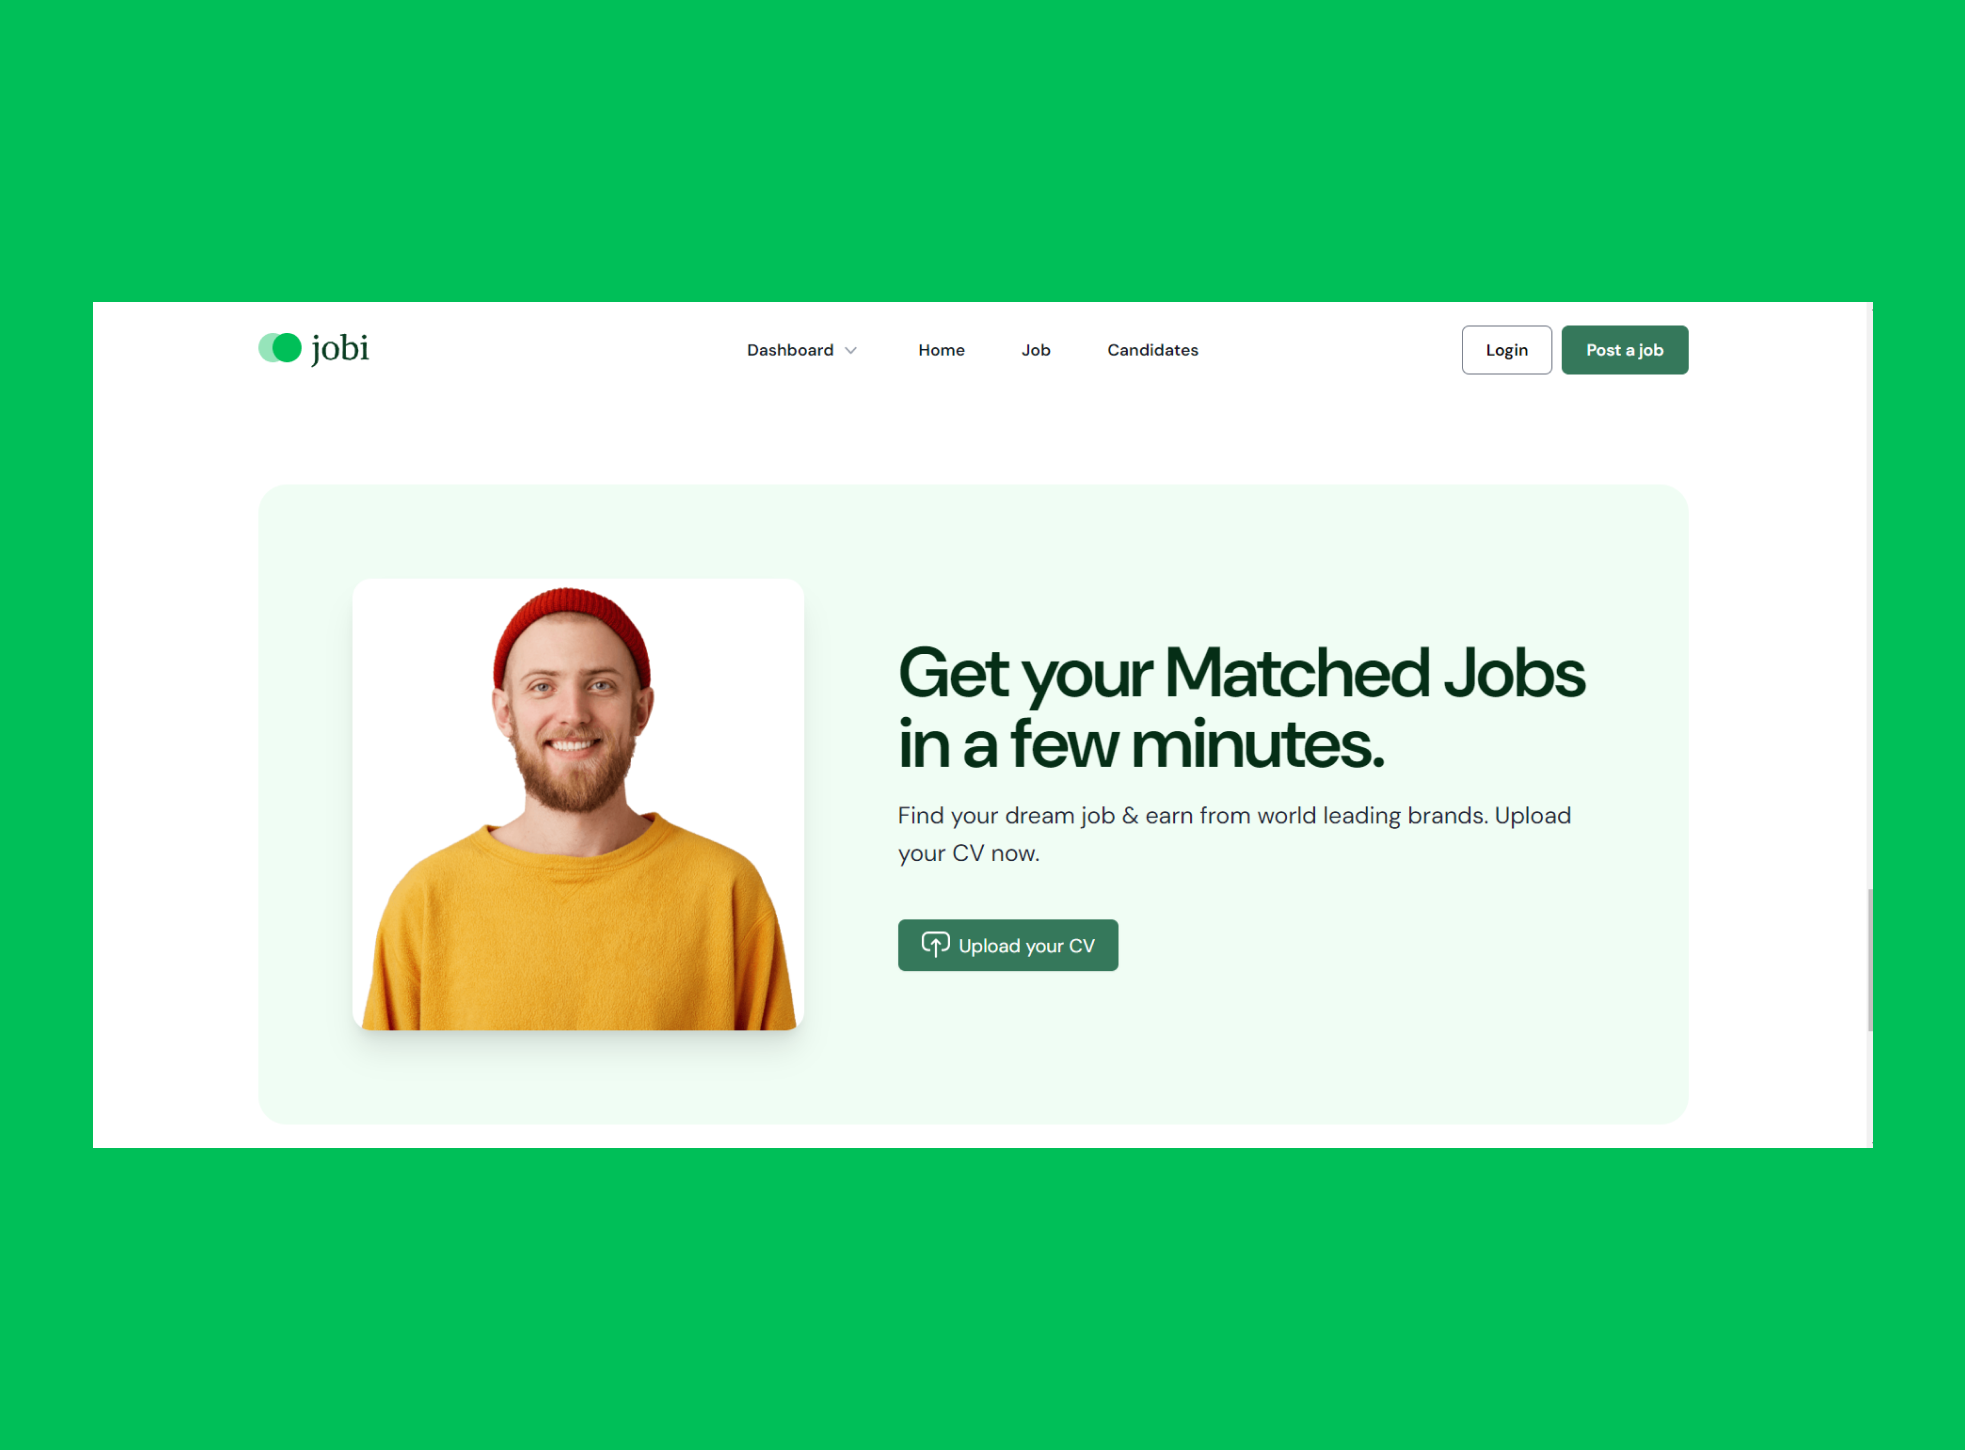 jobi
Dashboard
Home
Job
Candidates
Login
Post a job
Get your Matched Jobs
in a few minutes.
Find your dream job & earn from world leading brands. Upload
your CV now.
Upload your CV